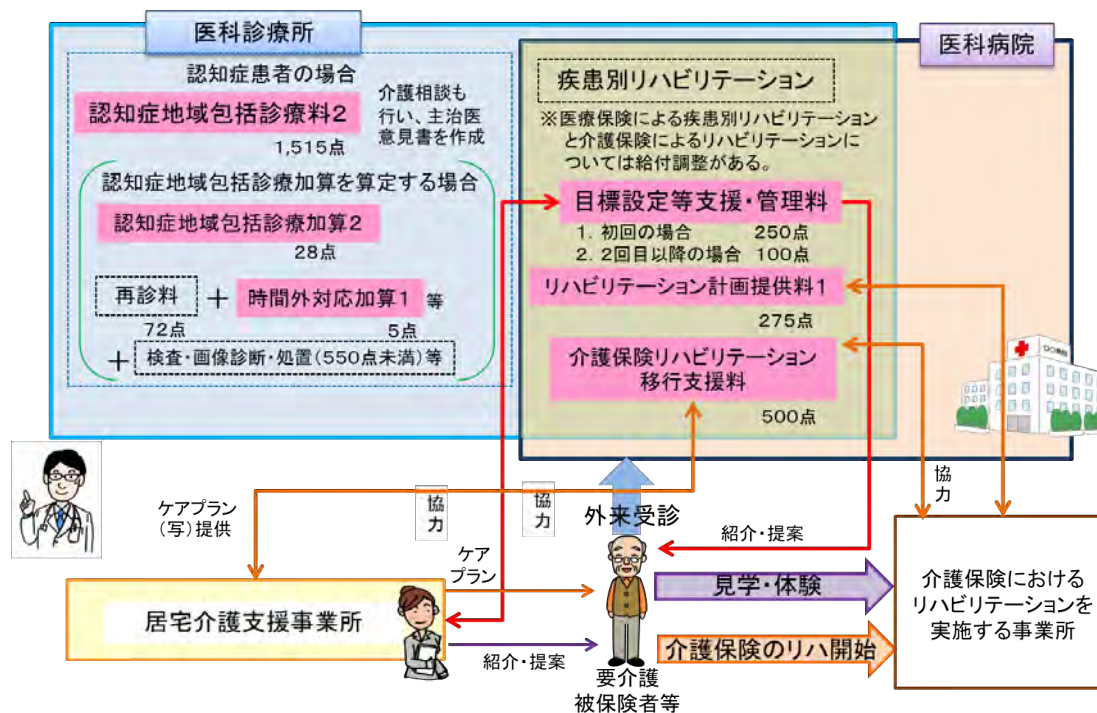 医科診療所
医科病院
認知症患者の場合
認知症地域包括診療料2
1,515点
介護相談も
行い、主治医
意見書を作成
認知症地域包括診療加算を算定する場合
認知症地域包括診療加算2
28点
再診料
＋
時間外対応加算1
等
72点
5点
＋
検査・画像診断・処置(550点未満)等
疾患別リハビリテーション
※医療保険による疾患別リハビリテーション
と介護保険によるリハビリテーションに
ついては給付調整がある。
目標設定等支援・管理料
1. 初回の場合 250点
2. 2回目以降の場合 100点
リハビリテーション計画提供料1
275点
介護保険リハビリテーション
移行支援料
500点
ケアプラン
(写)提供
協力
協力
外来受診
協力
ケア
プラン
紹介・提案
居宅介護支援事業所
紹介・提案
見学・体験
介護保険のリハ開始
要介護
被保険者等
介護保険における
リハビリテーションを
実施する事業所